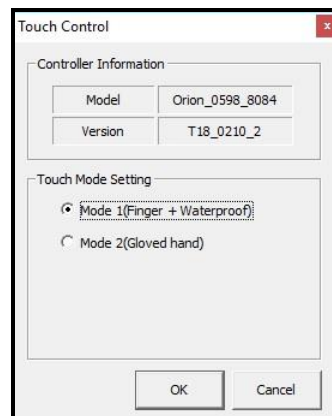 Touch Control
x
Controller Information
Model Orion_0598_8084
Version T18_0210_2
Touch Mode Setting
Mode 1(Finger + Waterproof)
Mode 2(Gloved hand)
OK Cancel